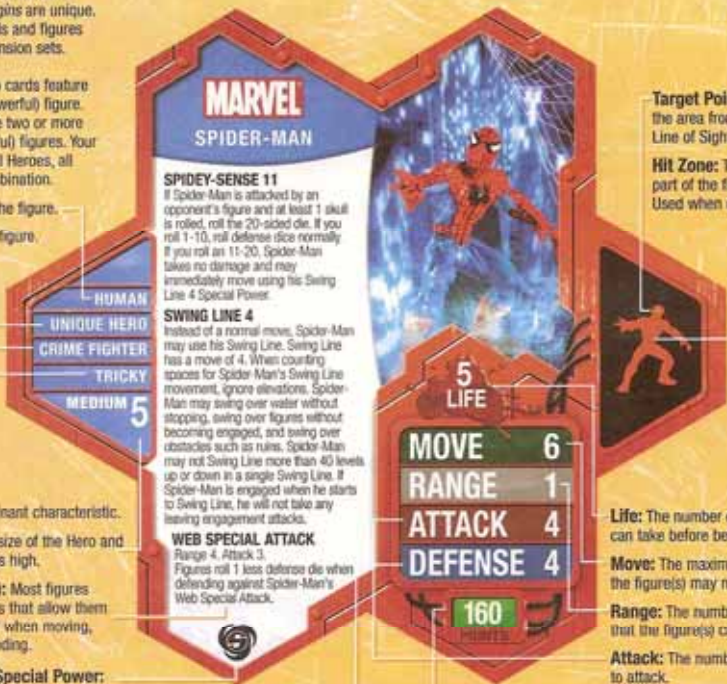 gins are unique.
s and figures
nsion sets.
cards feature
werful) figure.
e two or more
ful) figures. Your
l Heroes, all
bination.
he figure.
figure.
HUMAN
UNIQUE HERO
CRIME FIGHTER
TRICKY
MEDIUM 5
nant characteristic.
size of the Hero and
s high.
: Most figures
s that allow them
when moving,
ding.
Special Power:
MARVEL
SPIDER-MAN
SPIDEY-SENSE 11
If Spider-Man is attacked by an
opponent's figure and at least 1 skull
is rolled, roll the 20-sided die. If you
roll 1-10, roll defense dice normally.
If you roll an 11-20, Spider-Man
takes no damage and may
immediately move using his Swing
Line 4 Special Power.
SWING LINE 4
Instead of a normal move, Spider-Man
may use his Swing Line. Swing Line
has a move of 4. When counting
spaces for Spider-Man's Swing Line
movement, ignore elevations. Spider-
Man may swing over water without
stopping, swing over figures without
becoming engaged, and swing over
obstacles such as ruins. Spider-Man
may not Swing Line more than 40 levels
up or down in a single Swing Line. If
Spider-Man is engaged when he starts
to Swing Line, he will not take any
leaving engagement attacks.
WEB SPECIAL ATTACK
Range 4. Attack 3.
Figures roll 1 less defense die when
defending against Spider-Man's
Web Special Attack.
5
LIFE
MOVE 6
RANGE 1
ATTACK 4
DEFENSE 4
160
POINTS
Target Poi
the area from
Line of Sigh
Hit Zone: T
part of the
Used when
Life: The number
can take before be
Move: The maxim
the figure(s) may m
Range: The numb
that the figure(s) c
Attack: The numb
to attack.